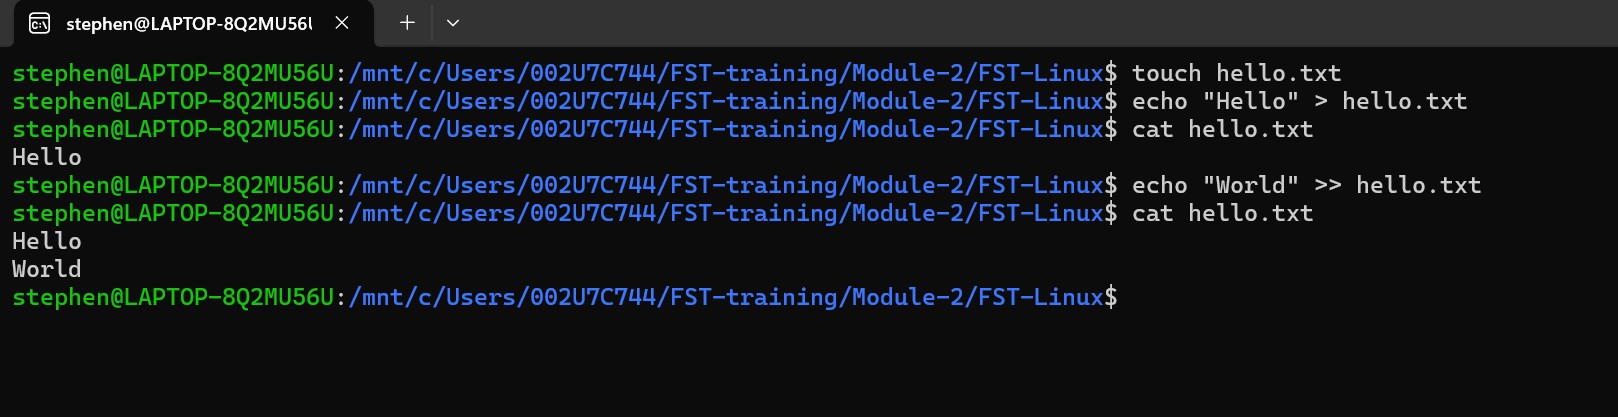 stephen@LAPTOP-8Q2MU56U
stephen@LAPTOP-8Q2MU56U:/mnt/c/Users/002U7C744/FST-training/Module-2/FST-Linux$ touch hello.txt
stephen@LAPTOP-8Q2MU56U:/mnt/c/Users/002U7C744/FST-training/Module-2/FST-Linux$ echo "Hello" > hello.txt
stephen@LAPTOP-8Q2MU56U:/mnt/c/Users/002U7C744/FST-training/Module-2/FST-Linux$ cat hello.txt
Hello
stephen@LAPTOP-8Q2MU56U:/mnt/c/Users/002U7C744/FST-training/Module-2/FST-Linux$ echo "World" >> hello.txt
stephen@LAPTOP-8Q2MU56U:/mnt/c/Users/002U7C744/FST-training/Module-2/FST-Linux$ cat hello.txt
Hello
World
stephen@LAPTOP-8Q2MU56U:/mnt/c/Users/002U7C744/FST-training/Module-2/FST-Linux$